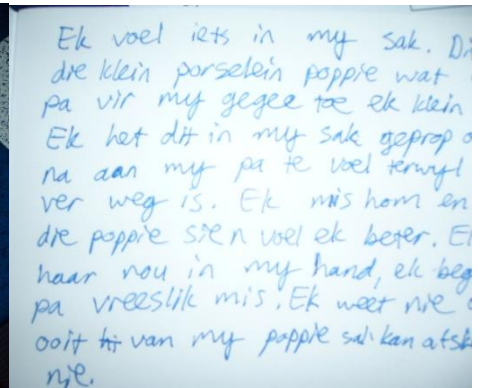 Ek voel iets in my sak. Di
die klein porselein poppie wat
pa vir my gegee toe ek klein
Ek het dit in my sak geprop o
na aan my pa te voel terwyl
ver weg is. Ek mis hom en
die poppie sien voel ek beter. E
haar nou in my hand, ek beg
pa vreeslik mis. Ek weet nie
ooit van my poppie sal kan afsk
nie.